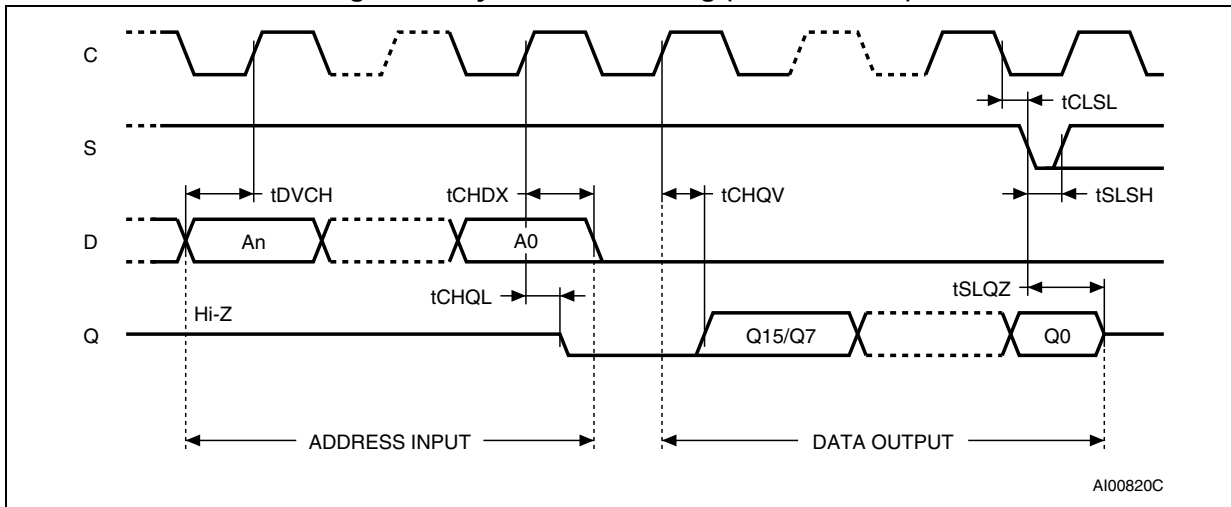 C
tCLSL
S
tDVCH
tCHDX
tCHQV
tSLSH
D
An
A0
tCHQL
tSLQZ
Hi-Z
Q
Q15/Q7
Q0
ADDRESS INPUT
DATA OUTPUT
AI00820C